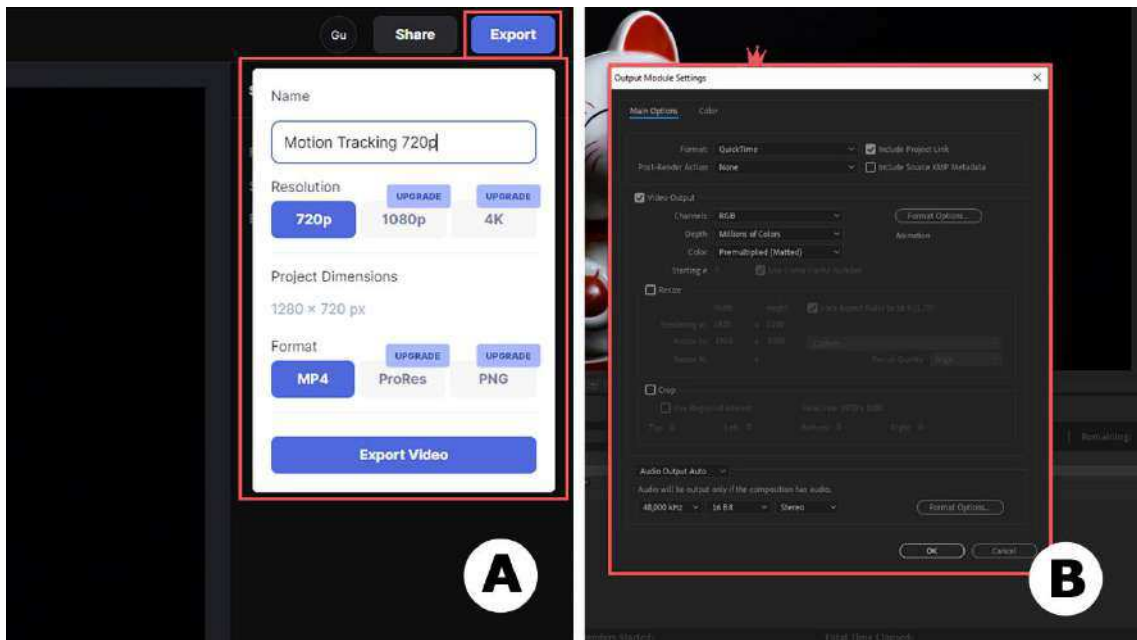 Gu
Share
Export
Name
Motion Tracking 720p
Resolution
UPGRADE
UPGRADE
720p
1080p
4K
Project Dimensions
1280 × 720 px
Format
UPGRADE
UPGRADE
MP4
ProRes
PNG
Export Video
A
Output Module Settings
Main Options Color
Format: QuickTime
Include Project Link
Post-Render Action: None
Include Source XMP Metadata
Video Output
Channels: RGB
Format Options...
Depth: Millions of Colors
Animation
Color: Premultiplied (Matted)
Starting #:
Resize
Crop
Audio Output Auto
Audio will be output only if the composition has audio.
48,000 kHz 16 Bit Stereo
Format Options...
OK Cancel
Remaining:
B